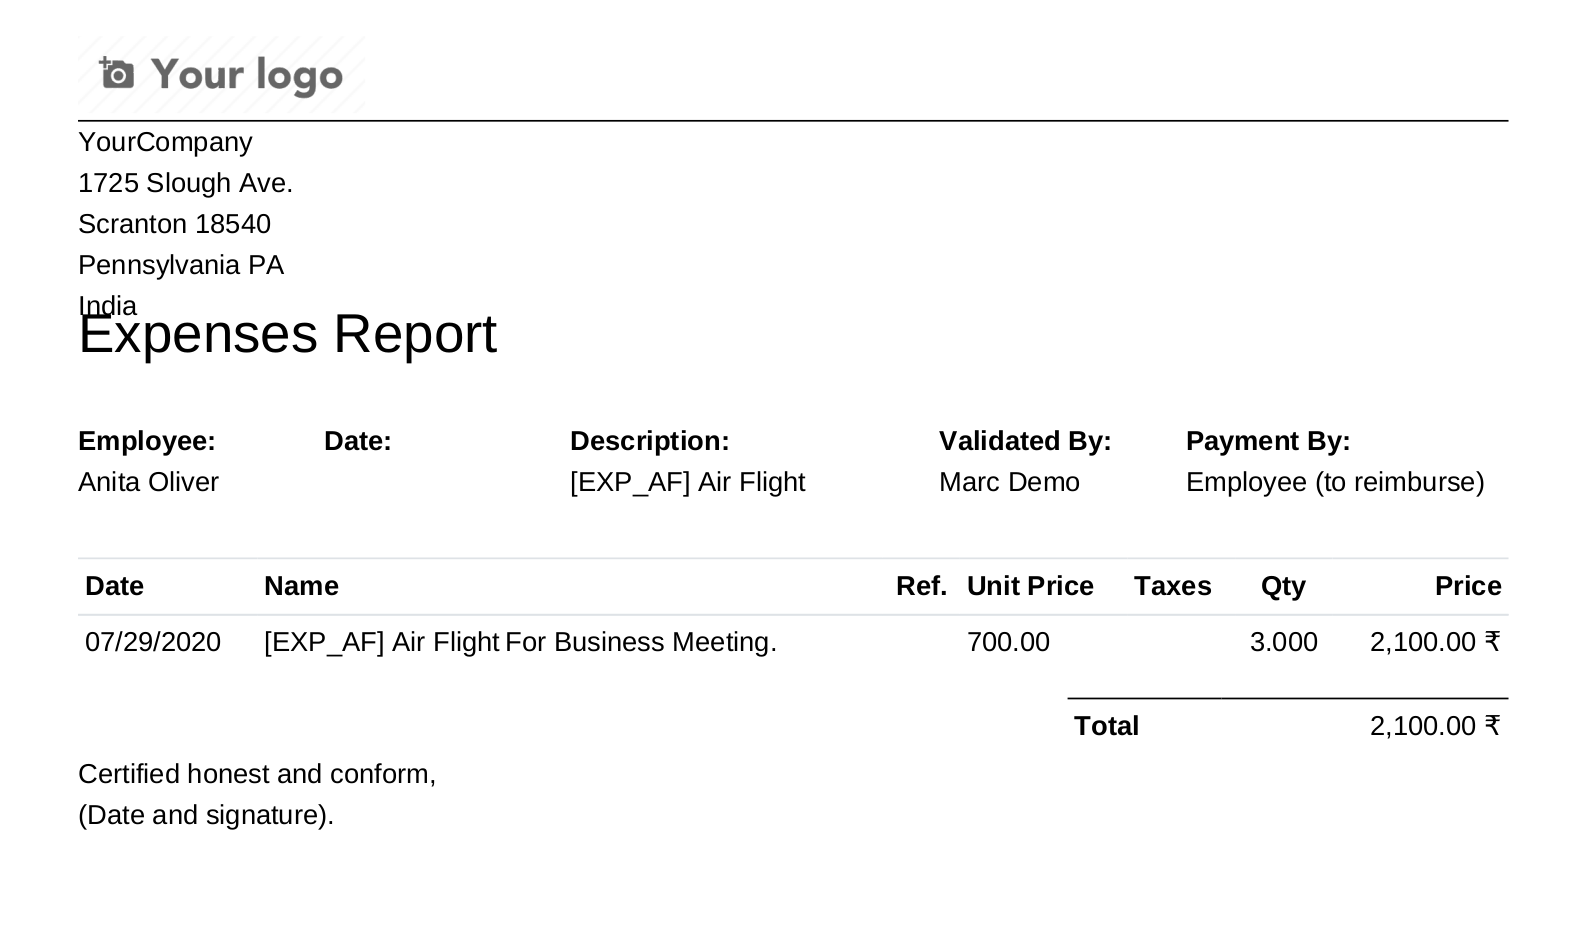 Your logo
YourCompany
1725 Slough Ave.
Scranton 18540
Pennsylvania PA
India
Expenses Report
Employee: Date: Description: Validated By: Payment By:
Anita Oliver [EXP_AF] Air Flight Marc Demo Employee (to reimburse)
Date Name Ref. Unit Price Taxes Qty Price
07/29/2020 [EXP_AF] Air Flight For Business Meeting. 700.00 3.000 2,100.00 ₹
Total 2,100.00 ₹
Certified honest and conform,
(Date and signature).